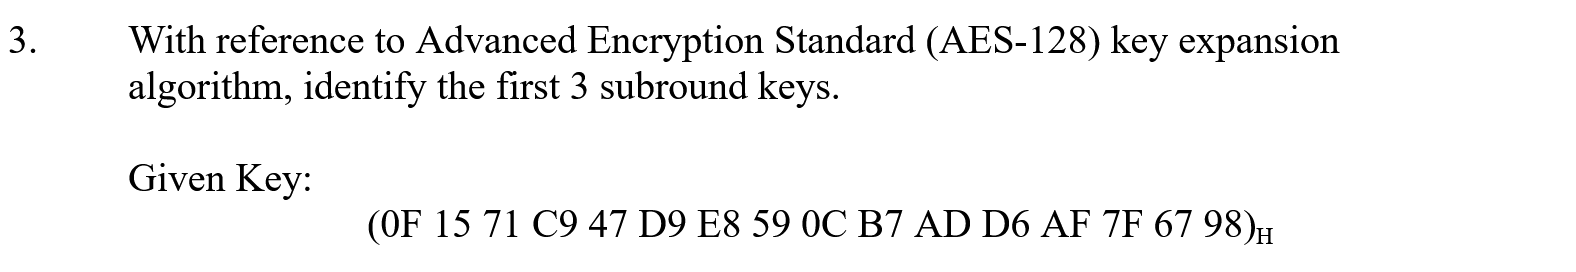 3. With reference to Advanced Encryption Standard (AES-128) key expansion
algorithm, identify the first 3 subround keys.
Given Key:
(0F 15 71 C9 47 D9 E8 59 0C B7 AD D6 AF 7F 67 98)H